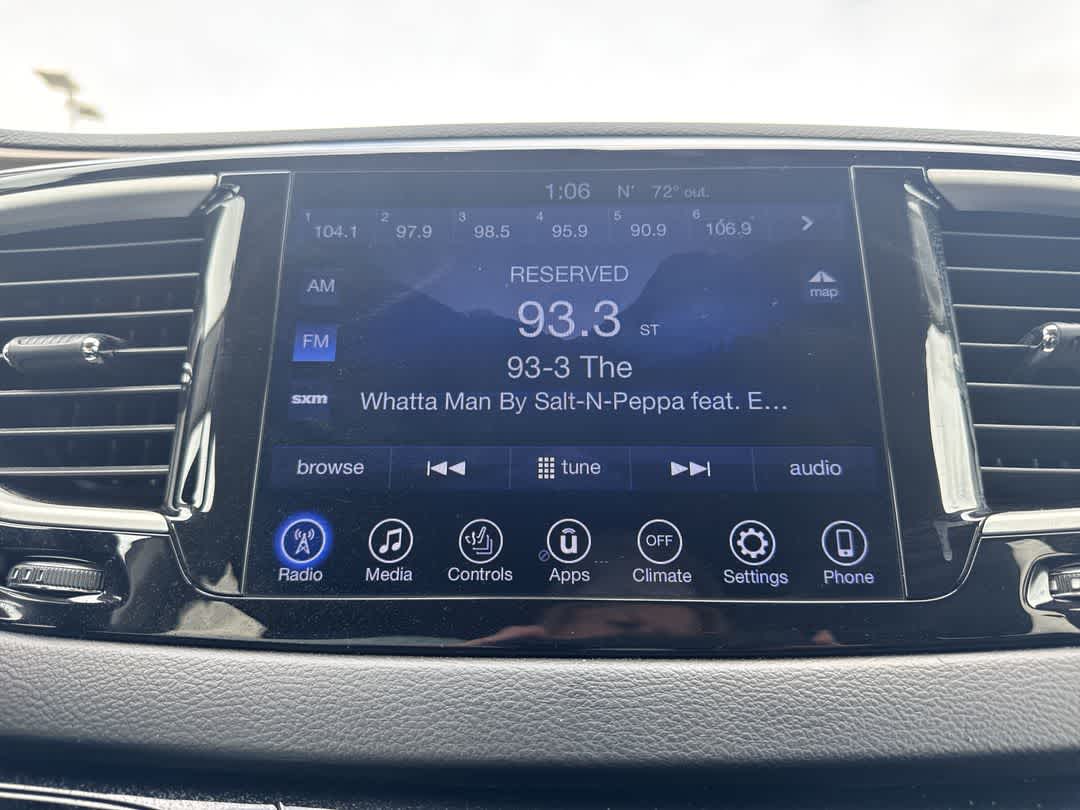 1:06 N 72° out.
1 104.1 2 97.9 3 98.5 4 95.9 5 90.9 6 106.9 >
AM
RESERVED
map
93.3 ST
FM
93-3 The
sxm
Whatta Man By Salt-N-Peppa feat. E...
browse tune audio
OFF
Radio Media Controls Apps ... Climate Settings Phone